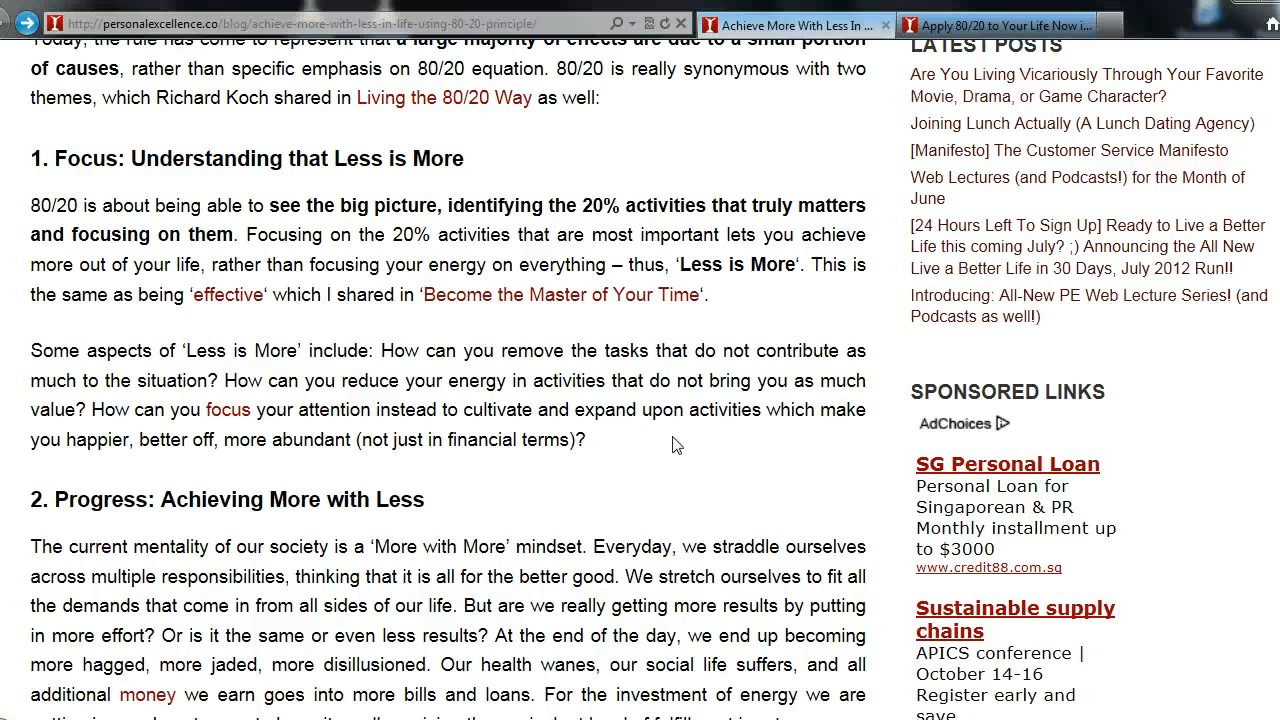 http://personalexcellence.co/blog/achieve-more-with-less-in-life-using-80-20-principle/
Achieve More With Less In ...
Apply 80/20 to Your Life Now i...
Today, the rule has come to represent that a large majority of effects are due to a small portion
of causes, rather than specific emphasis on 80/20 equation. 80/20 is really synonymous with two
themes, which Richard Koch shared in Living the 80/20 Way as well:
1. Focus: Understanding that Less is More
80/20 is about being able to see the big picture, identifying the 20% activities that truly matters
and focusing on them. Focusing on the 20% activities that are most important lets you achieve
more out of your life, rather than focusing your energy on everything – thus, ‘Less is More‘. This is
the same as being ‘effective‘ which I shared in ‘Become the Master of Your Time‘.
Some aspects of ‘Less is More’ include: How can you remove the tasks that do not contribute as
much to the situation? How can you reduce your energy in activities that do not bring you as much
value? How can you focus your attention instead to cultivate and expand upon activities which make
you happier, better off, more abundant (not just in financial terms)?
2. Progress: Achieving More with Less
The current mentality of our society is a ‘More with More’ mindset. Everyday, we straddle ourselves
across multiple responsibilities, thinking that it is all for the better good. We stretch ourselves to fit all
the demands that come in from all sides of our life. But are we really getting more results by putting
in more effort? Or is it the same or even less results? At the end of the day, we end up becoming
more hagged, more jaded, more disillusioned. Our health wanes, our social life suffers, and all
additional money we earn goes into more bills and loans. For the investment of energy we are
LATEST POSTS
Are You Living Vicariously Through Your Favorite
Movie, Drama, or Game Character?
Joining Lunch Actually (A Lunch Dating Agency)
[Manifesto] The Customer Service Manifesto
Web Lectures (and Podcasts!) for the Month of
June
[24 Hours Left To Sign Up] Ready to Live a Better
Life this coming July? ;) Announcing the All New
Live a Better Life in 30 Days, July 2012 Run!!
Introducing: All-New PE Web Lecture Series! (and
Podcasts as well!)
SPONSORED LINKS
AdChoices
SG Personal Loan
Personal Loan for
Singaporean & PR
Monthly installment up
to $3000
www.credit88.com.sg
Sustainable supply
chains
APICS conference |
October 14-16
Register early and
save